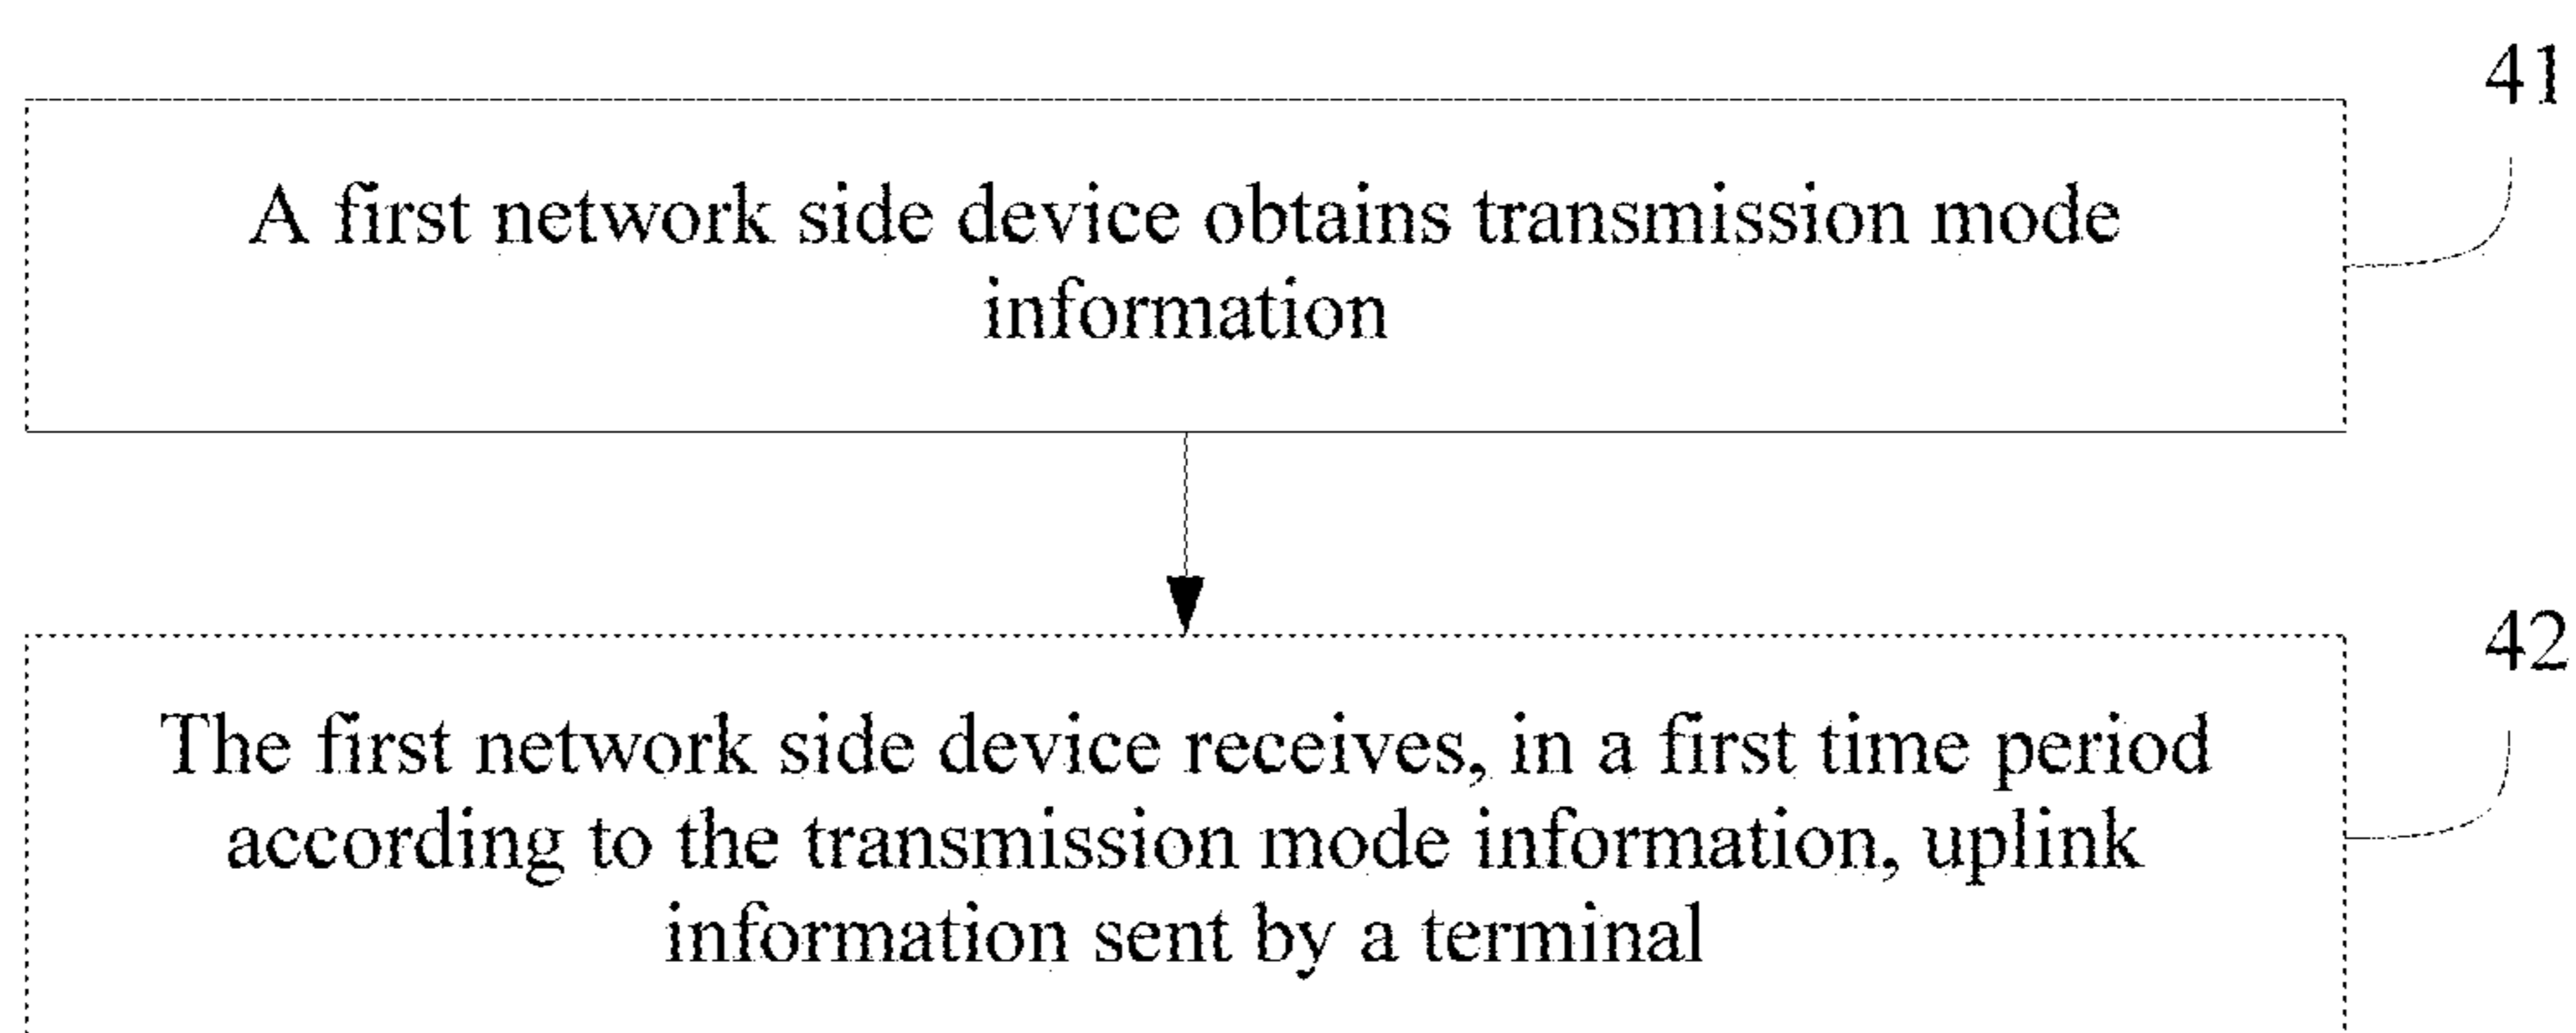 41
A first network side device obtains transmission mode
information
42
The first network side device receives, in a first time period
according to the transmission mode information, uplink
information sent by a terminal